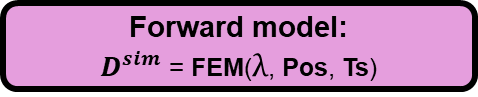 Forward model:
D^sim = FEM(λ, Pos, Ts)